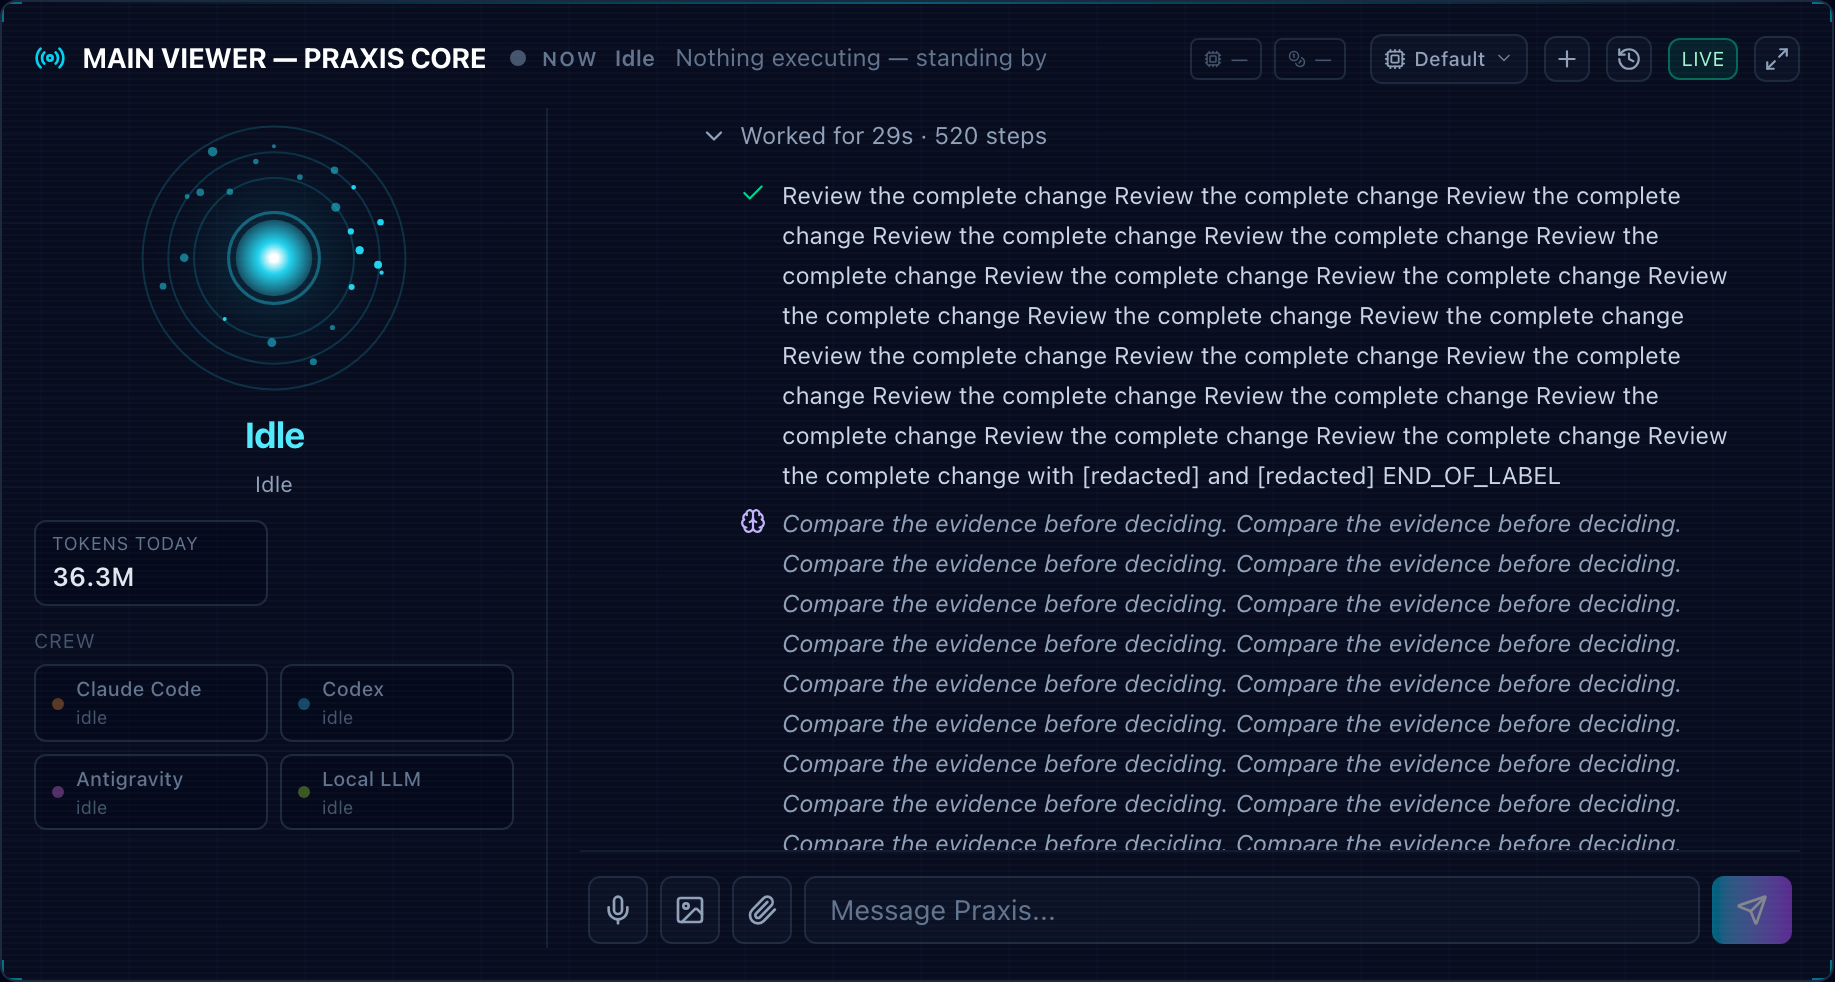 MAIN VIEWER — PRAXIS CORE
NOW Idle Nothing executing — standing by
—
—
Default
LIVE
Idle
Idle
TOKENS TODAY
36.3M
CREW
Claude Code
idle
Codex
idle
Antigravity
idle
Local LLM
idle
Worked for 29s · 520 steps
Review the complete change Review the complete change Review the complete
change Review the complete change Review the complete change Review the
complete change Review the complete change Review the complete change Review
the complete change Review the complete change Review the complete change
Review the complete change Review the complete change Review the complete
change Review the complete change Review the complete change Review the
complete change Review the complete change Review the complete change Review
the complete change with [redacted] and [redacted] END_OF_LABEL
Compare the evidence before deciding. Compare the evidence before deciding.
Compare the evidence before deciding. Compare the evidence before deciding.
Compare the evidence before deciding. Compare the evidence before deciding.
Compare the evidence before deciding. Compare the evidence before deciding.
Compare the evidence before deciding. Compare the evidence before deciding.
Compare the evidence before deciding. Compare the evidence before deciding.
Compare the evidence before deciding. Compare the evidence before deciding.
Compare the evidence before deciding. Compare the evidence before deciding.
Compare the evidence before deciding. Compare the evidence before deciding.
Message Praxis...